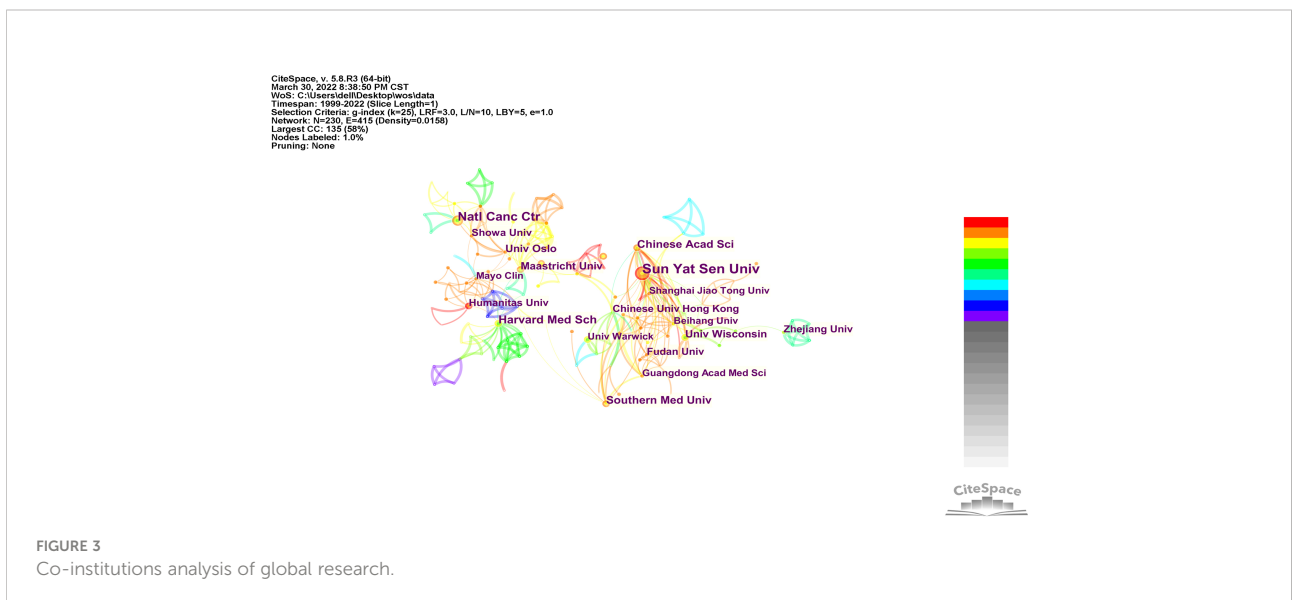 CiteSpace, v. 5.8.R3 (64-bit)
March 30, 2022 8:38:50 PM CST
WoS: C:\Users\dell\Desktop\wos\data
Timespan: 1999-2022 (Slice Length=1)
Selection Criteria: g-index (k=25), LRF=3.0, L/N=10, LBY=5, e=1.0
Network: N=230, E=415 (Density=0.0158)
Largest CC: 135 (58%)
Nodes Labeled: 1.0%
Pruning: None
Natl Canc Ctr
Showa Univ
Univ Oslo
Maastricht Univ
Mayo Clin
Humanitas Univ
Harvard Med Sch
Chinese Acad Sci
Sun Yat Sen Univ
Shanghai Jiao Tong Univ
Chinese Univ Hong Kong
Beihang Univ
Univ Warwick
Univ Wisconsin
Zhejiang Univ
Fudan Univ
Guangdong Acad Med Sci
Southern Med Univ
CiteSpace
FIGURE 3
Co-institutions analysis of global research.